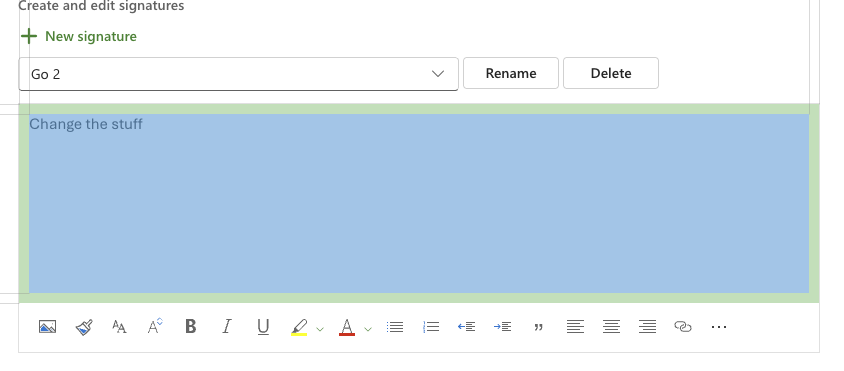 Create and edit signatures
New signature
Go 2
Rename
Delete
Change the stuff